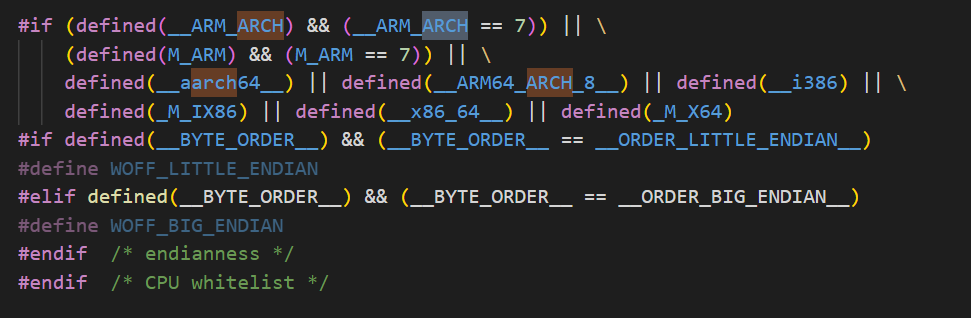 #if (defined(__ARM_ARCH) && (__ARM_ARCH == 7)) || \
    (defined(M_ARM) && (M_ARM == 7)) || \
    defined(__aarch64__) || defined(__ARM64_ARCH_8__) || defined(__i386) || \
    defined(_M_IX86) || defined(__x86_64__) || defined(_M_X64)
#if defined(__BYTE_ORDER__) && (__BYTE_ORDER__ == __ORDER_LITTLE_ENDIAN__)
#define WOFF_LITTLE_ENDIAN
#elif defined(__BYTE_ORDER__) && (__BYTE_ORDER__ == __ORDER_BIG_ENDIAN__)
#define WOFF_BIG_ENDIAN
#endif  /* endianness */
#endif  /* CPU whitelist */